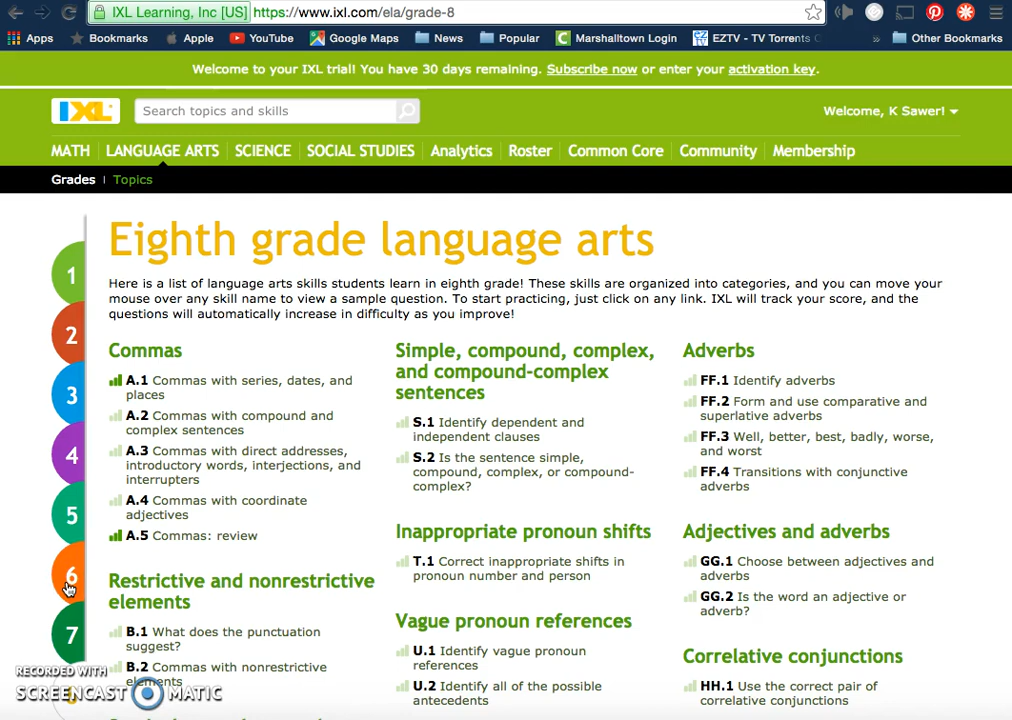 IXL Learning, Inc [US] https://www.ixl.com/ela/grade-8
Apps Bookmarks Apple YouTube Google Maps News Popular Marshalltown Login EZTV - TV Torrents » Other Bookmarks
Welcome to your IXL trial! You have 30 days remaining. Subscribe now or enter your activation key.
IXL Search topics and skills Welcome, K Sawer!
MATH LANGUAGE ARTS SCIENCE SOCIAL STUDIES Analytics Roster Common Core Community Membership
Grades Topics
Eighth grade language arts
Here is a list of language arts skills students learn in eighth grade! These skills are organized into categories, and you can move your
mouse over any skill name to view a sample question. To start practicing, just click on any link. IXL will track your score, and the
questions will automatically increase in difficulty as you improve!
1
2
3
4
5
6
7
Commas
A.1 Commas with series, dates, and
places
A.2 Commas with compound and
complex sentences
A.3 Commas with direct addresses,
introductory words, interjections, and
interrupters
A.4 Commas with coordinate
adjectives
A.5 Commas: review
Restrictive and nonrestrictive
elements
B.1 What does the punctuation
suggest?
B.2 Commas with nonrestrictive
elements
Simple, compound, complex,
and compound-complex
sentences
S.1 Identify dependent and
independent clauses
S.2 Is the sentence simple,
compound, complex, or compound-
complex?
Inappropriate pronoun shifts
T.1 Correct inappropriate shifts in
pronoun number and person
Vague pronoun references
U.1 Identify vague pronoun
references
U.2 Identify all of the possible
antecedents
Adverbs
FF.1 Identify adverbs
FF.2 Form and use comparative and
superlative adverbs
FF.3 Well, better, best, badly, worse,
and worst
FF.4 Transitions with conjunctive
adverbs
Adjectives and adverbs
GG.1 Choose between adjectives and
adverbs
GG.2 Is the word an adjective or
adverb?
Correlative conjunctions
HH.1 Use the correct pair of
correlative conjunctions
RECORDED WITH
SCREENCAST MATIC